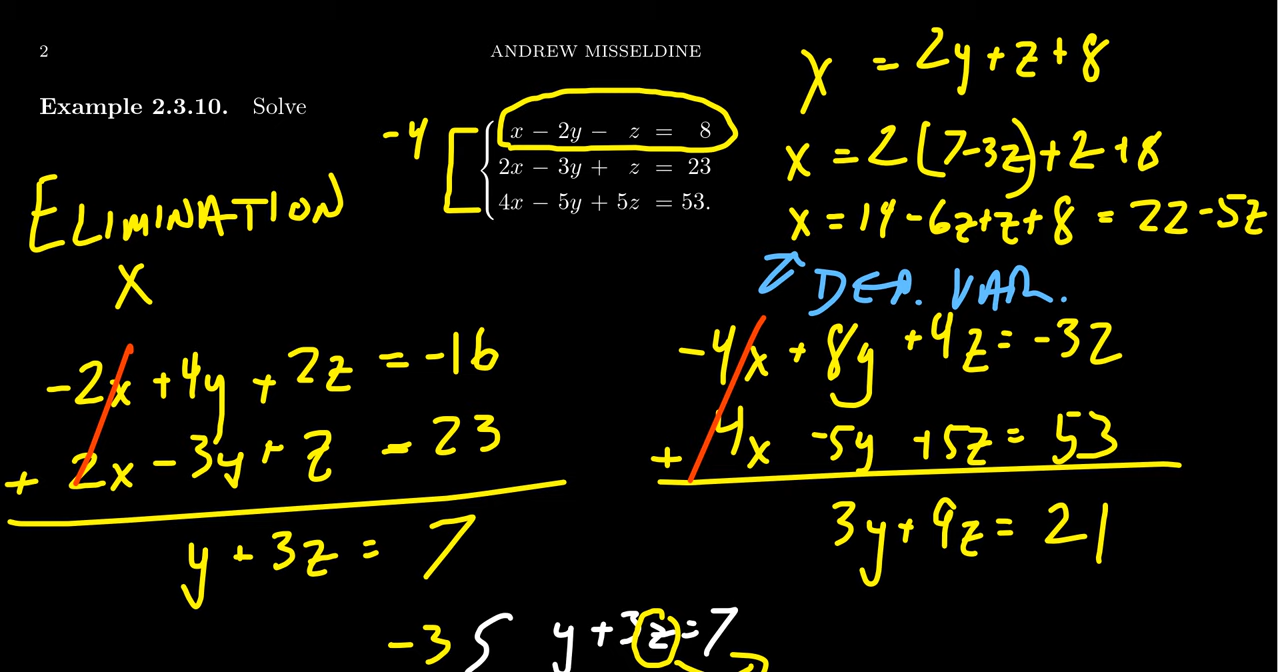 2
ANDREW MISSELDINE
Example 2.3.10. Solve
x − 2y − z = 8
2x − 3y + z = 23
4x − 5y + 5z = 53.
-4
x = 2y + z + 8
x = 2(7-3z) + z + 8
x = 14 - 6z + z + 8 = 22 - 5z
DEP. VAR.
ELIMINATION
X
-2x + 4y + 2z = -16
+ 2x - 3y + z = 23
y + 3z = 7
-4x + 8y + 4z = -32
+ 4x -5y +5z = 53
3y + 9z = 21
-3 y + 3z = 7